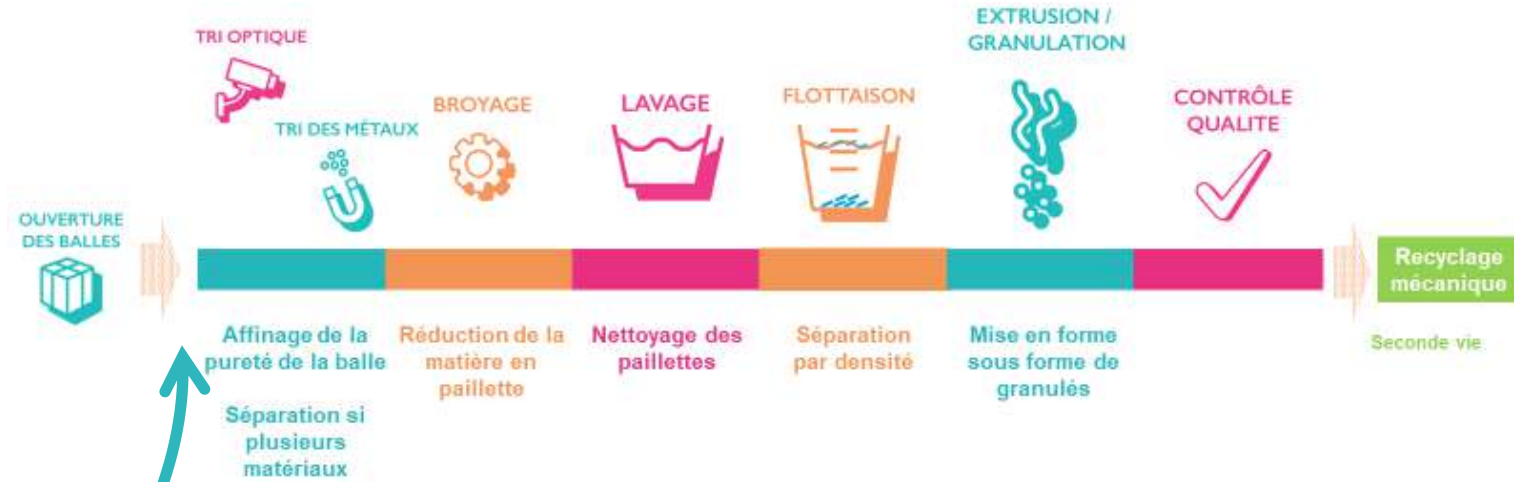 OUVERTURE
DES BALLES
TRI OPTIQUE
TRI DES MÉTAUX
BROYAGE
LAVAGE
FLOTTAISON
EXTRUSION /
GRANULATION
CONTRÔLE
QUALITE
Affinage de la
pureté de la balle
Séparation si
plusieurs
matériaux
Réduction de la
matière en
paillette
Nettoyage des
paillettes
Séparation
par densité
Mise en forme
sous forme de
granulés
Recyclage
mécanique
Seconde vie